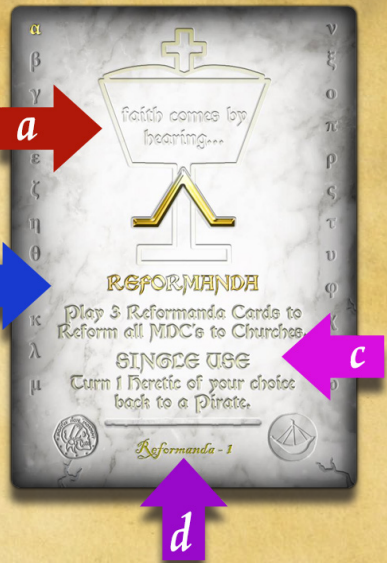 α
β
γ
ε
ζ
η
θ
κ
λ
μ
faith comes by
hearing...
REFORMANDA
Play 3 Reformanda Cards to
Reform all MDC's to Churches.
SINGLE USE
Turn 1 Heretic of your choice
back to a Pirate.
Reformanda - 1
ν
ξ
ο
π
ρ
ς
τ
υ
φ
χ
a
c
d